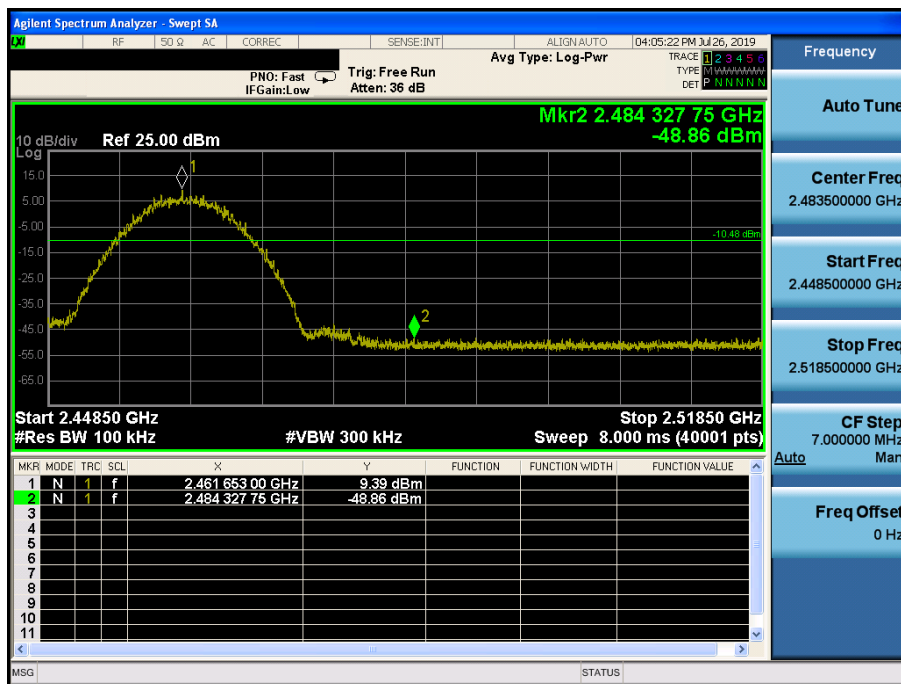 Agilent Spectrum Analyzer - Swept SA
LXI RF 50 Ω AC CORREC SENSE:INT ALIGN AUTO 04:05:22 PM Jul 26, 2019
Avg Type: Log-Pwr TRACE 1 2 3 4 5 6
PNO: Fast Trig: Free Run TYPE M WWWWW
IFGain:Low Atten: 36 dB DET P N N N N N
Mkr2 2.484 327 75 GHz
-48.86 dBm
10 dB/div Ref 25.00 dBm
Log
15.0
5.00
-5.00
-15.0
-25.0
-35.0
-45.0
-55.0
-65.0
1
2
-10.48 dBm
Start 2.44850 GHz Stop 2.51850 GHz
#Res BW 100 kHz #VBW 300 kHz Sweep 8.000 ms (40001 pts)
MKR MODE TRC SCL X Y FUNCTION FUNCTION WIDTH FUNCTION VALUE
1 N 1 f 2.461 653 00 GHz 9.39 dBm
2 N 1 f 2.484 327 75 GHz -48.86 dBm
3
4
5
6
7
8
9
10
11
MSG STATUS
Frequency
Auto Tune
Center Freq
2.483500000 GHz
Start Freq
2.448500000 GHz
Stop Freq
2.518500000 GHz
CF Step
7.000000 MHz
Auto Man
Freq Offset
0 Hz